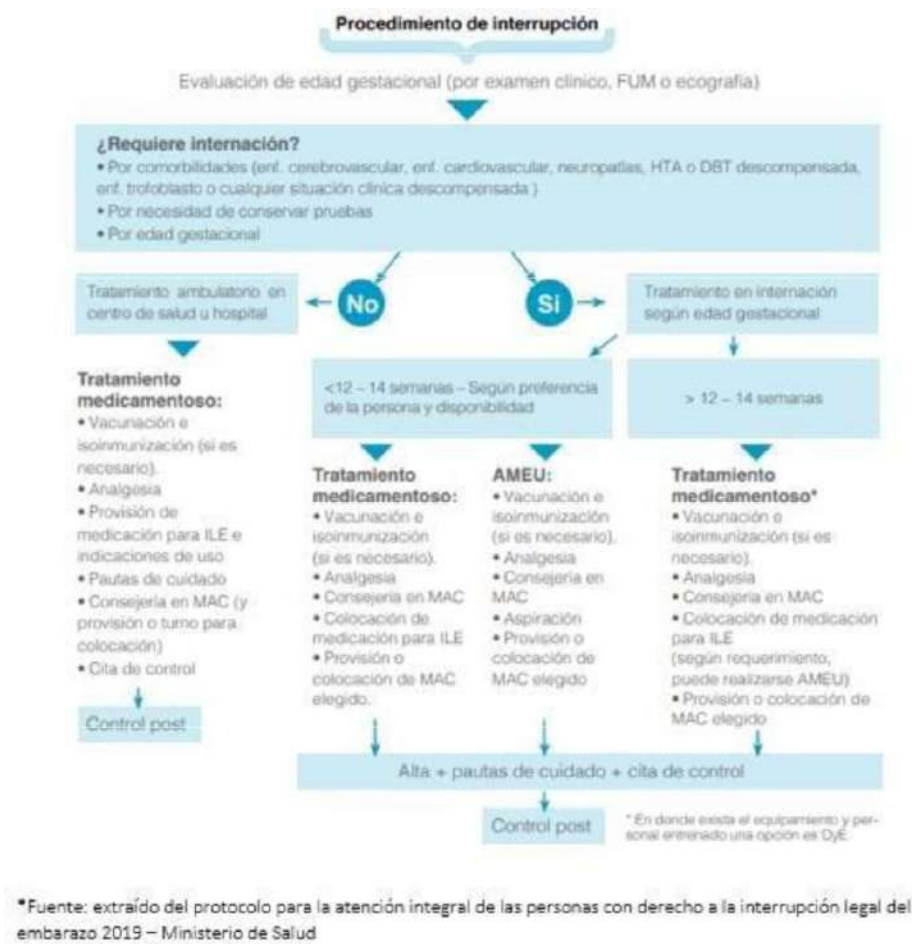 Procedimiento de interrupción
Evaluación de edad gestacional (por examen clínico, FUM o ecografía)
¿Requiere internación?
• Por comorbilidades (enf. cerebrovascular, enf. cardiovascular, neuropatías, HTA o DBT descompensada,
enf. trofoblasto o cualquier situación clínica descompensada )
• Por necesidad de conservar pruebas
• Por edad gestacional
Tratamiento ambulatorio en
centro de salud u hospital
No
Si
Tratamiento en internación
según edad gestacional
Tratamiento
medicamentoso:
• Vacunación e
isoinmunización (si es
necesario).
• Analgesia
• Provisión de
medicación para ILE e
indicaciones de uso
• Pautas de cuidado
• Consejería en MAC (y
provisión o turno para
colocación)
• Cita de control
Control post
<12 – 14 semanas – Según preferencia
de la persona y disponibilidad
> 12 – 14 semanas
Tratamiento
medicamentoso:
• Vacunación e
isoinmunización
(si es necesario).
• Analgesia
• Consejería en MAC
• Colocación de
medicación para ILE
• Provisión o
colocación de MAC
elegido.
AMEU:
• Vacunación e
isoinmunización
(si es necesario).
• Analgesia
• Consejería en
MAC
• Aspiración
• Provisión o
colocación de
MAC elegido
Tratamiento
medicamentoso*
• Vacunación e
isoinmunización (si es
necesario).
• Analgesia
• Consejería en MAC
• Colocación de medicación
para ILE
(según requerimiento,
puede realizarse AMEU)
• Provisión o colocación de
MAC elegido
Alta + pautas de cuidado + cita de control
Control post
* En donde exista el equipamiento y per-
sonal entrenado una opción es DyE
*Fuente: extraído del protocolo para la atención integral de las personas con derecho a la interrupción legal del
embarazo 2019 – Ministerio de Salud